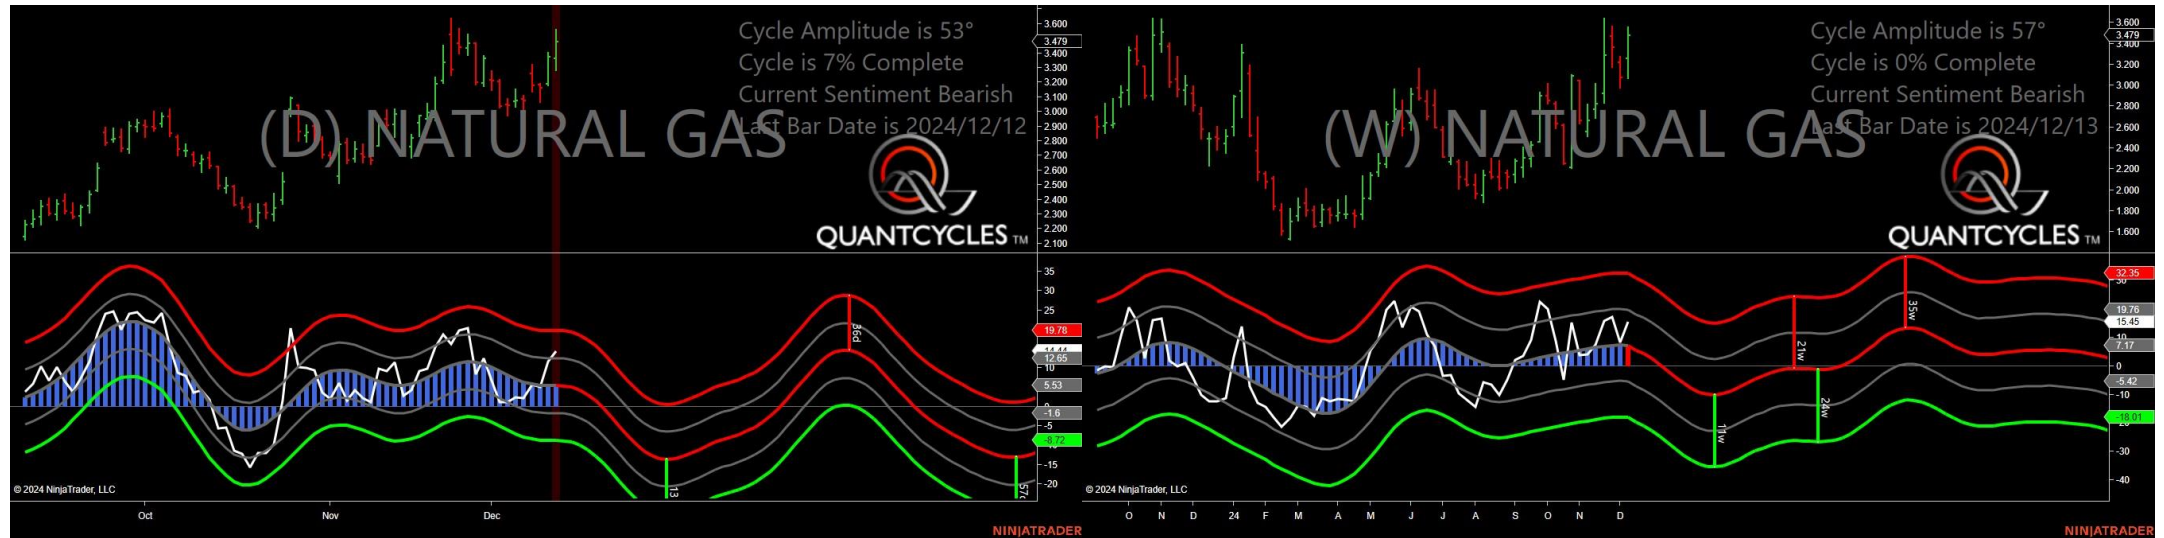 Cycle Amplitude is 53°
Cycle is 7% Complete
Current Sentiment Bearish
Last Bar Date is 2024/12/12
(D) NATURAL GAS
QUANTCYCLES TM
3.600
3.479
3.400
3.300
3.200
3.100
3.000
2.900
2.800
2.700
2.600
2.500
2.400
2.300
2.200
2.100
35
30
25
19.78
12.65
10
5.53
-1.6
-5
-8.72
-15
-20
36d
13
© 2024 NinjaTrader, LLC
Oct Nov Dec
NINJATRADER
Cycle Amplitude is 57°
Cycle is 0% Complete
Current Sentiment Bearish
Last Bar Date is 2024/12/13
(W) NATURAL GAS
QUANTCYCLES TM
3.600
3.479
3.400
3.200
3.000
2.800
2.600
2.400
2.200
2.000
1.800
1.600
32.35
30
19.76
15.45
10
7.17
0
-5.42
-10
-18.01
-30
-40
11w
21w
24w
35w
© 2024 NinjaTrader, LLC
O N D 24 F M A M J J A S O N D
NINJATRADER